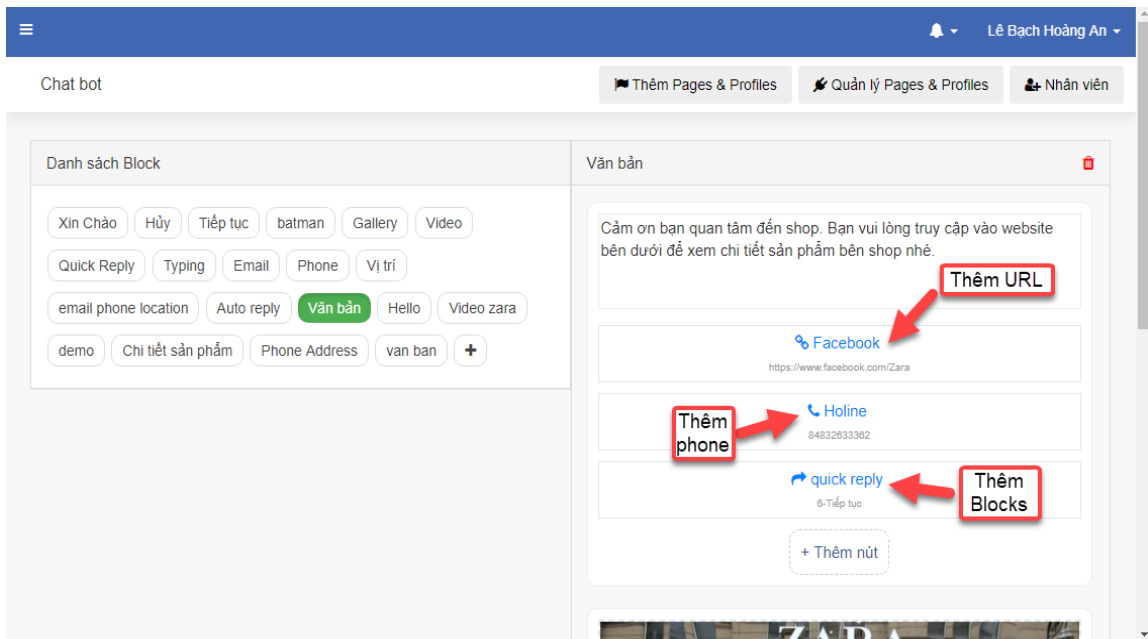 Lê Bạch Hoàng An
Chat bot
Thêm Pages & Profiles
Quản lý Pages & Profiles
Nhân viên
Danh sách Block
Xin Chào
Hủy
Tiếp tục
batman
Gallery
Video
Quick Reply
Typing
Email
Phone
Vị trí
email phone location
Auto reply
Văn bản
Hello
Video zara
demo
Chi tiết sản phẩm
Phone Address
van ban
Văn bản
Cảm ơn bạn quan tâm đến shop. Bạn vui lòng truy cập vào website
bên dưới để xem chi tiết sản phẩm bên shop nhé.
Thêm URL
Facebook
https://www.facebook.com/Zara
Thêm
phone
Holine
84832633362
quick reply
6-Tiếp tục
Thêm
Blocks
+ Thêm nút
ZARA